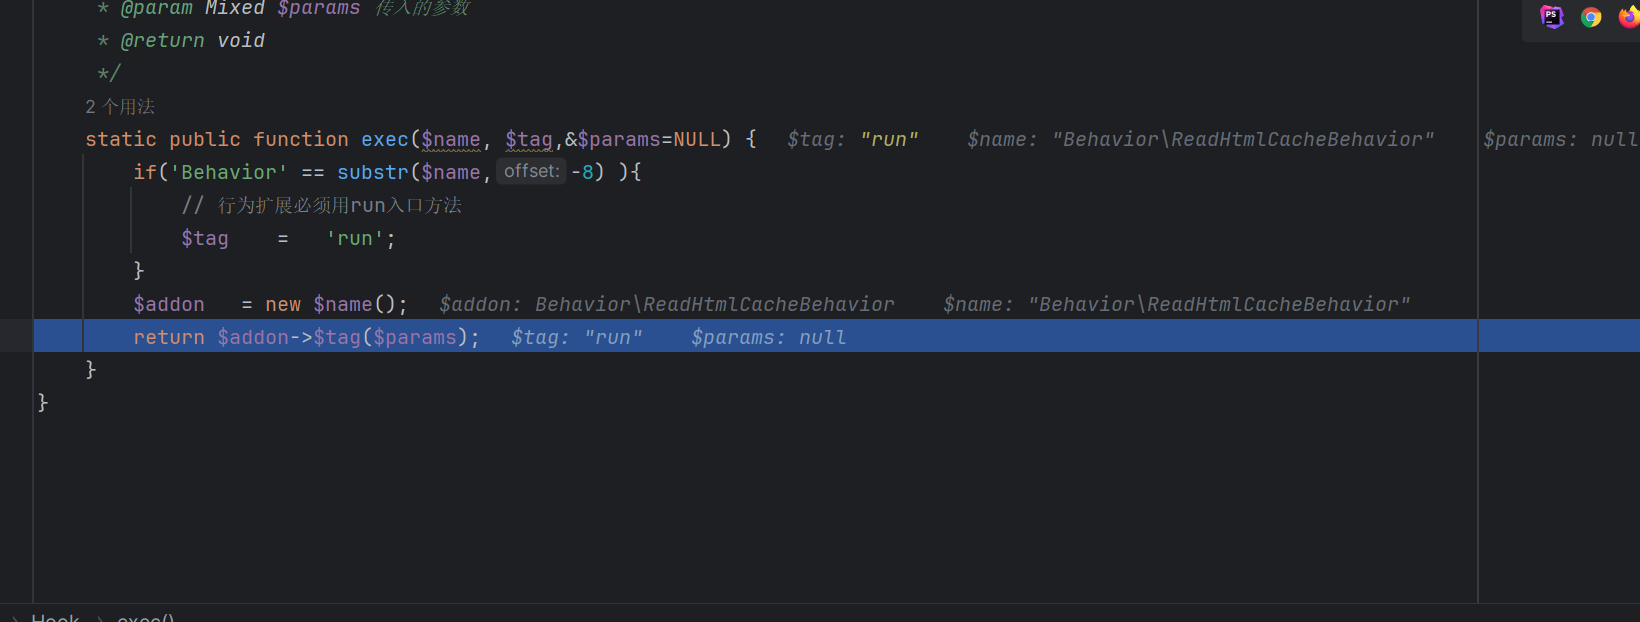 * @param Mixed $params 传入的参数
* @return void
*/
2 个用法
static public function exec($name, $tag,&$params=NULL) { $tag: "run" $name: "Behavior\ReadHtmlCacheBehavior" $params: null
if('Behavior' == substr($name, offset: -8) ){
// 行为扩展必须用run入口方法
$tag = 'run';
}
$addon = new $name(); $addon: Behavior\ReadHtmlCacheBehavior $name: "Behavior\ReadHtmlCacheBehavior"
return $addon->$tag($params); $tag: "run" $params: null
}
}
Hook > exec()